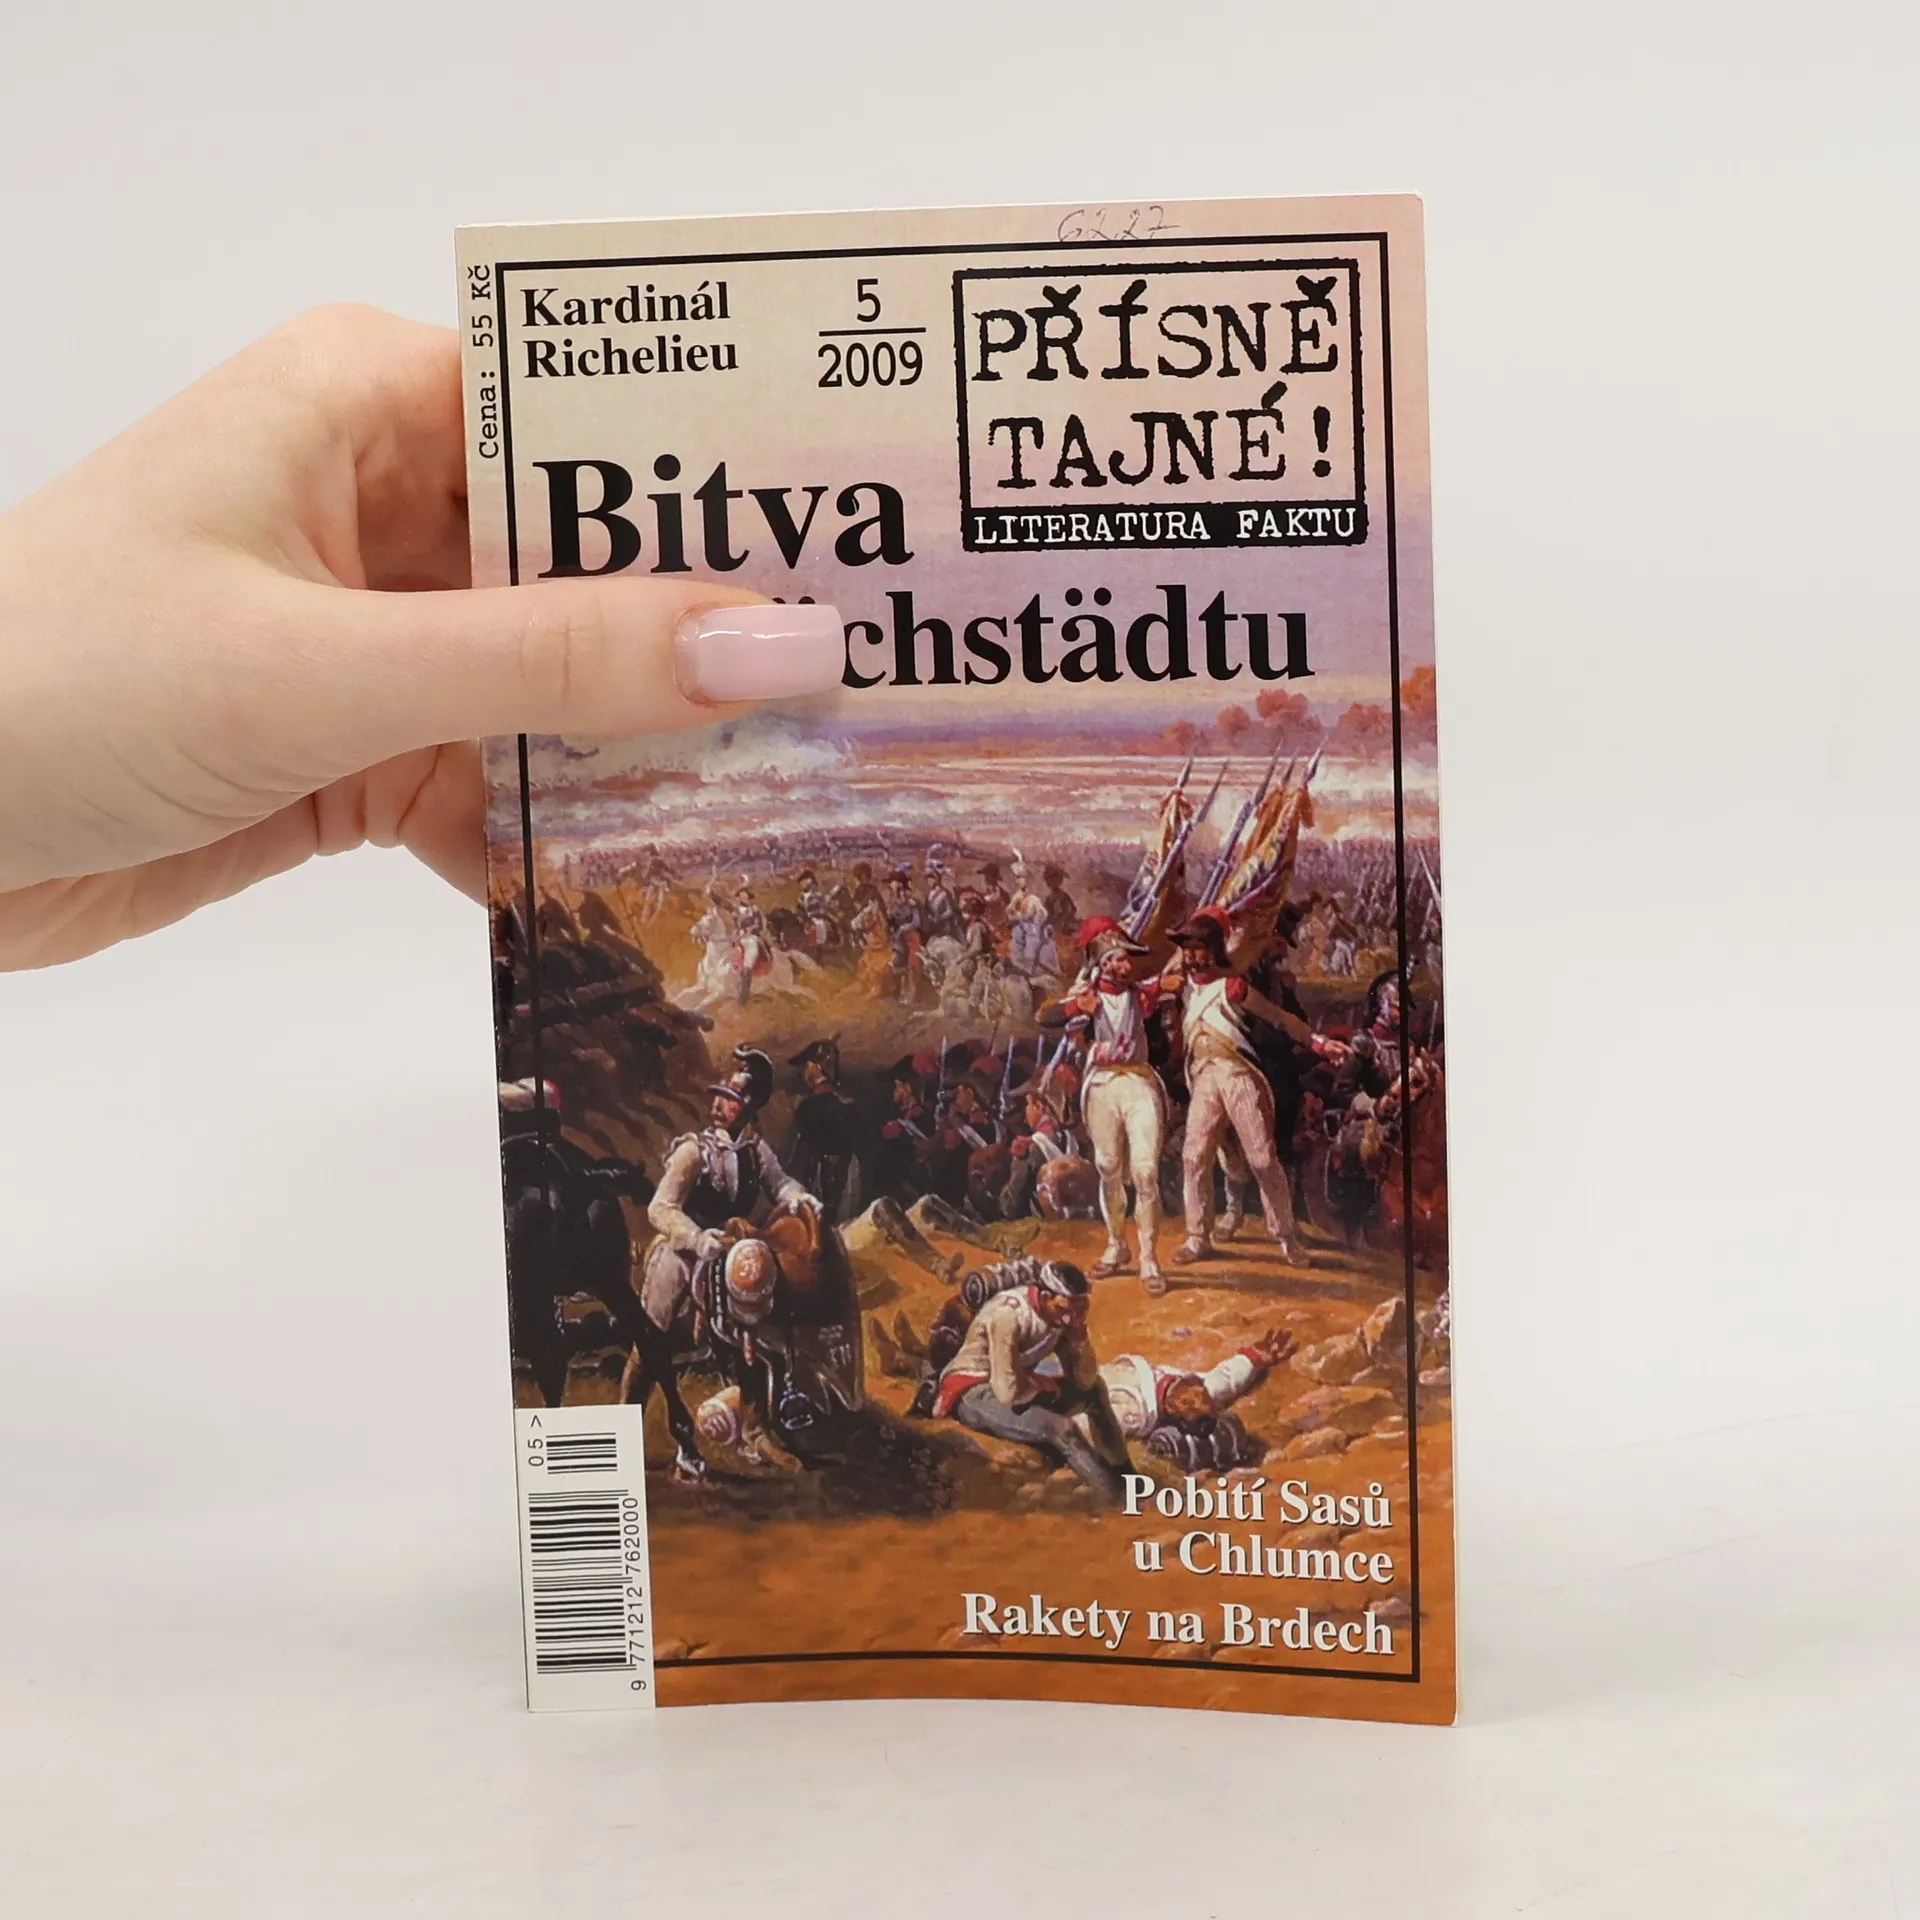 6227
Cena: 55 Kč
Kardinál
Richelieu
5
2009
PŘÍSNĚ
TAJNÉ!
LITERATURA FAKTU
Bitva
chstädtu
Pobití Sasů
u Chlumce
Rakety na Brdech
05 >
9 771212 762000